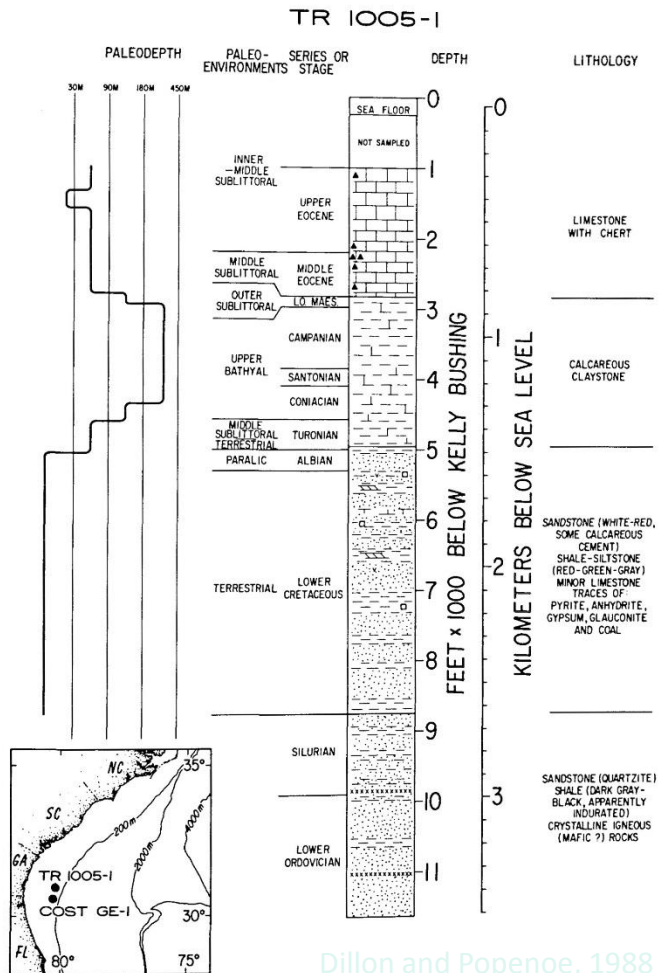 TR 1005-1
PALEODEPTH
PALEO-
ENVIRONMENTS
SERIES OR
STAGE
DEPTH
LITHOLOGY
30M 90M 180M 450M
SEA FLOOR
NOT SAMPLED
INNER
-MIDDLE
SUBLITTORAL
MIDDLE
SUBLITTORAL
OUTER
SUBLITTORAL
UPPER
BATHYAL
MIDDLE
SUBLITTORAL
TERRESTRIAL
PARALIC
TERRESTRIAL
UPPER
EOCENE
MIDDLE
EOCENE
LO. MAES.
CAMPANIAN
SANTONIAN
CONIACIAN
TURONIAN
ALBIAN
LOWER
CRETACEOUS
SILURIAN
LOWER
ORDOVICIAN
0
1
2
3
4
5
6
7
8
9
10
11
FEET x 1000 BELOW KELLY BUSHING
0
1
2
3
KILOMETERS BELOW SEA LEVEL
LIMESTONE
WITH CHERT
CALCAREOUS
CLAYSTONE
SANDSTONE (WHITE-RED,
SOME CALCAREOUS
CEMENT)
SHALE-SILTSTONE
(RED-GREEN-GRAY)
MINOR LIMESTONE
TRACES OF:
PYRITE, ANHYDRITE,
GYPSUM, GLAUCONITE
AND COAL
SANDSTONE (QUARTZITE)
SHALE (DARK GRAY-
BLACK, APPARENTLY
INDURATED)
CRYSTALLINE IGNEOUS
(MAFIC ?) ROCKS
NC
35°
SC
200m
2000m
4000m
GA
TR 1005-1
COST GE-1
30°
FL
80°
75°
Dillon and Popenoe, 1988